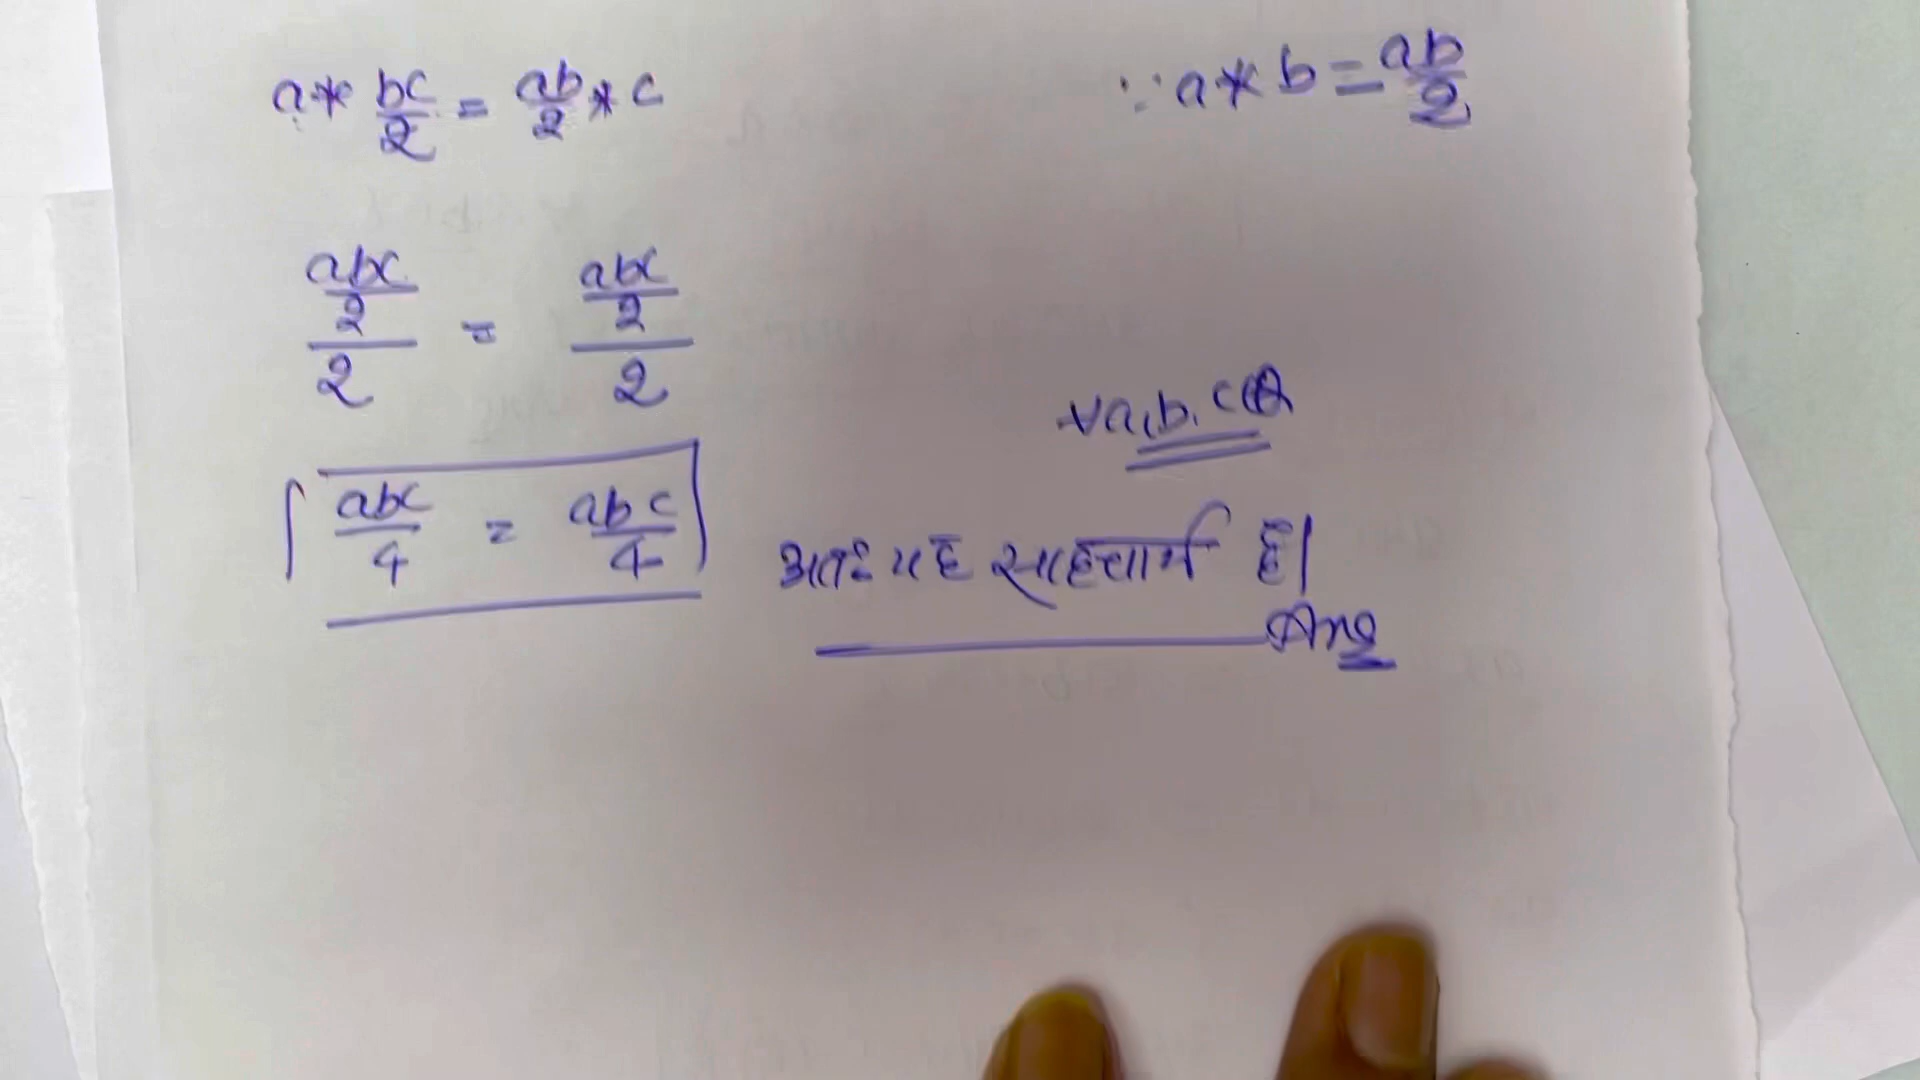 a * bc/2 = ab/2 * c
∵ a * b = ab/2
abc/2/2 = abc/2/2
∀ a, b, c ∈ Q
abc/4 = abc/4
अतः यह साहचार्य है।
Ans